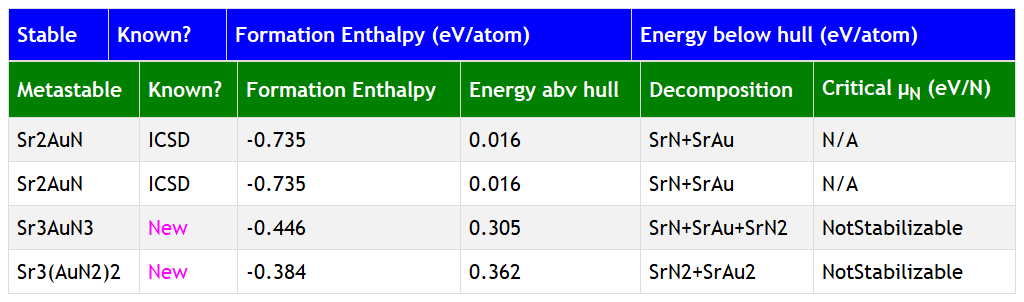 Stable Known? Formation Enthalpy (eV/atom) Energy below hull (eV/atom)
Metastable Known? Formation Enthalpy Energy abv hull Decomposition Critical μN (eV/N)
Sr2AuN ICSD -0.735 0.016 SrN+SrAu N/A
Sr2AuN ICSD -0.735 0.016 SrN+SrAu N/A
Sr3AuN3 New -0.446 0.305 SrN+SrAu+SrN2 NotStabilizable
Sr3(AuN2)2 New -0.384 0.362 SrN2+SrAu2 NotStabilizable